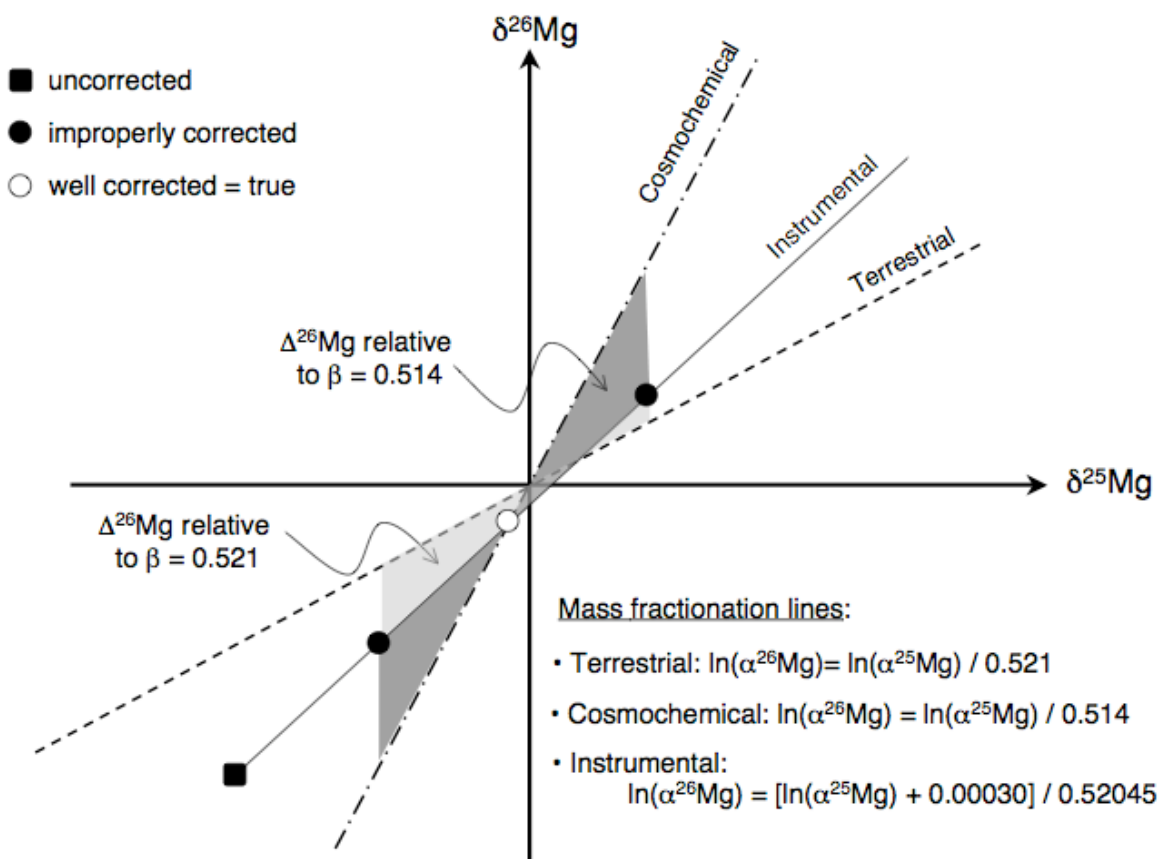 δ²⁶Mg
uncorrected
improperly corrected
well corrected = true
Cosmochemical
Instrumental
Terrestrial
Δ²⁶Mg relative
to β = 0.514
δ²⁵Mg
Δ²⁶Mg relative
to β = 0.521
Mass fractionation lines:
• Terrestrial: ln(α²⁶Mg)= ln(α²⁵Mg) / 0.521
• Cosmochemical: ln(α²⁶Mg) = ln(α²⁵Mg) / 0.514
• Instrumental:
ln(α²⁶Mg) = [ln(α²⁵Mg) + 0.00030] / 0.52045